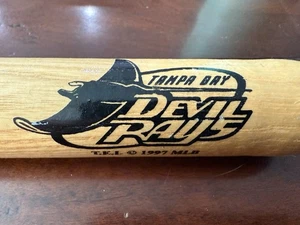 TAMPA BAY
DEVIL
RAYS
T.E.I. © 1997 MLB